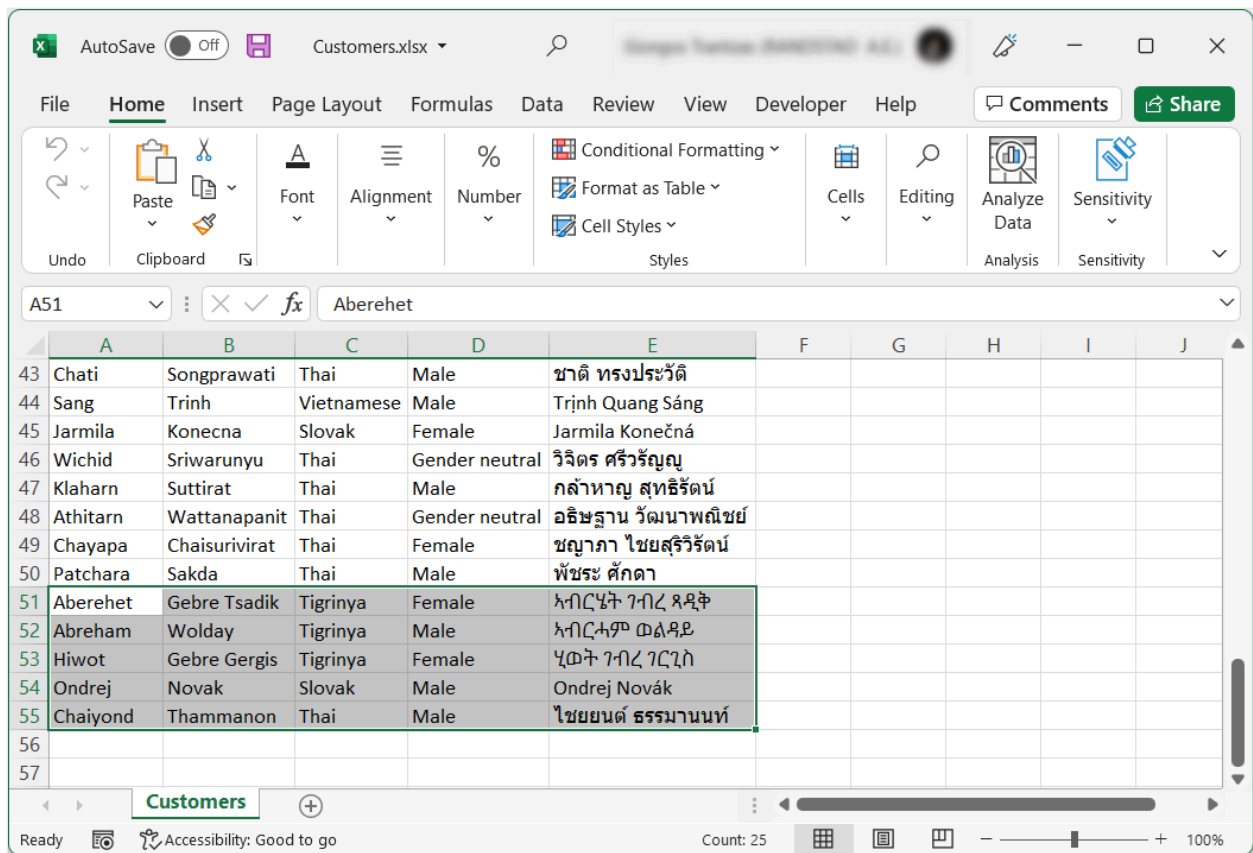 AutoSave Off Customers.xlsx
File Home Insert Page Layout Formulas Data Review View Developer Help Comments Share
Paste Font Alignment Number Conditional Formatting Format as Table Cell Styles Cells Editing Analyze Data Sensitivity
Undo Clipboard Styles Analysis Sensitivity
A51 fx Aberehet
A B C D E F G H I J
43 Chati Songprawati Thai Male ชาติ ทรงประวัติ
44 Sang Trinh Vietnamese Male Trịnh Quang Sáng
45 Jarmila Konecna Slovak Female Jarmila Konečná
46 Wichid Sriwarunyu Thai Gender neutral วิจิตร ศรีวรัญญู
47 Klaharn Suttirat Thai Male กล้าหาญ สุทธิรัตน์
48 Athitarn Wattanapanit Thai Gender neutral อธิษฐาน วัฒนาพณิชย์
49 Chayapa Chaisurivirat Thai Female ชญาภา ไชยสุริวิรัตน์
50 Patchara Sakda Thai Male พัชระ ศักดา
51 Aberehet Gebre Tsadik Tigrinya Female ኣብርሄት ገብረ ጻዲቅ
52 Abreham Wolday Tigrinya Male ኣብርሓም ወልዳይ
53 Hiwot Gebre Gergis Tigrinya Female ሂወት ገብረ ገርጊስ
54 Ondrej Novak Slovak Male Ondrej Novák
55 Chaiyond Thammanon Thai Male ไชยยนต์ ธรรมานนท์
56
57
Customers
Ready Accessibility: Good to go Count: 25 100%